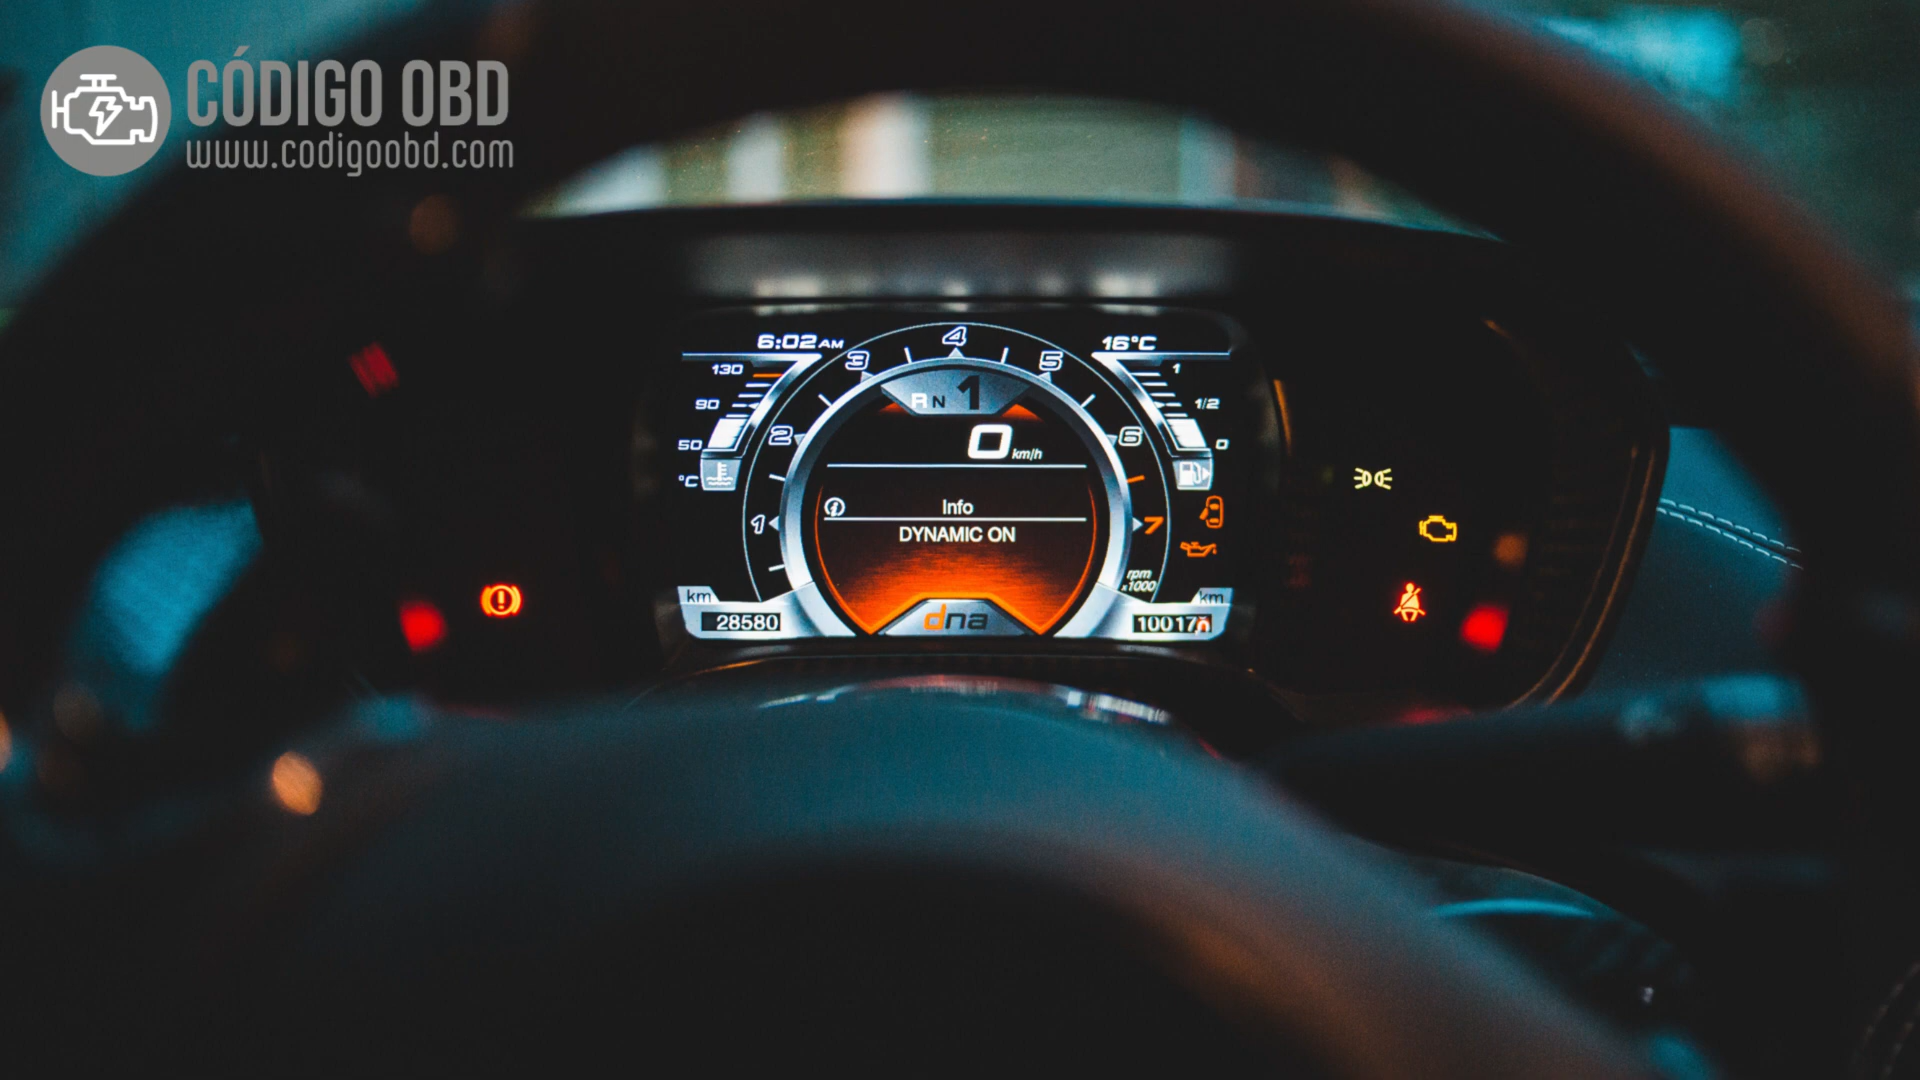 CÓDIGO OBD
www.codigoobd.com
6:02 AM
16°C
130
90
50
°C
1
2
3
4
5
6
7
R N 1
0 km/h
Info
DYNAMIC ON
1
1/2
0
rpm
x1000
km
28580
dna
km